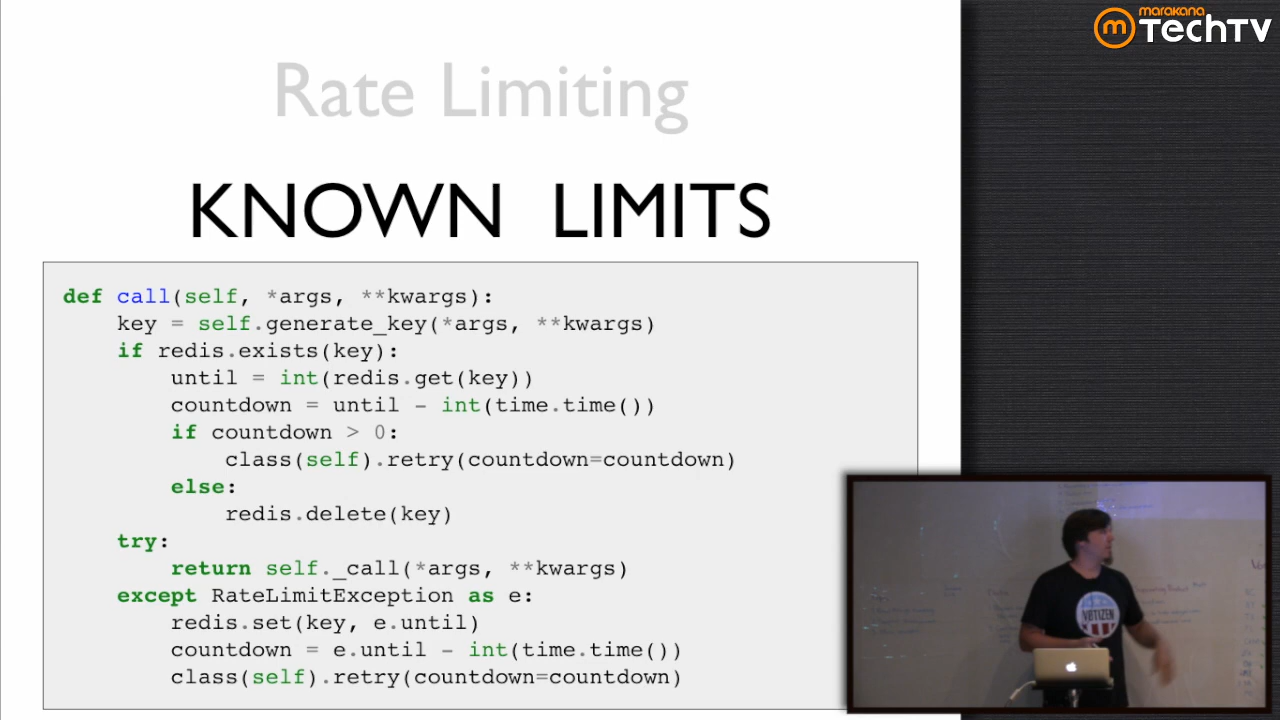 marakana
TechTV
Rate Limiting
KNOWN LIMITS
def call(self, *args, **kwargs):
    key = self.generate_key(*args, **kwargs)
    if redis.exists(key):
        until = int(redis.get(key))
        countdown = until - int(time.time())
        if countdown > 0:
            class(self).retry(countdown=countdown)
        else:
            redis.delete(key)
    try:
        return self._call(*args, **kwargs)
    except RateLimitException as e:
        redis.set(key, e.until)
        countdown = e.until - int(time.time())
        class(self).retry(countdown=countdown)
VOTIZEN